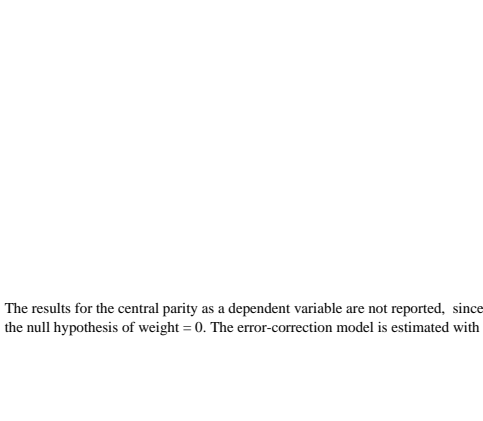 The results for the central parity as a dependent variable are not reported, since
the null hypothesis of weight = 0. The error-correction model is estimated with